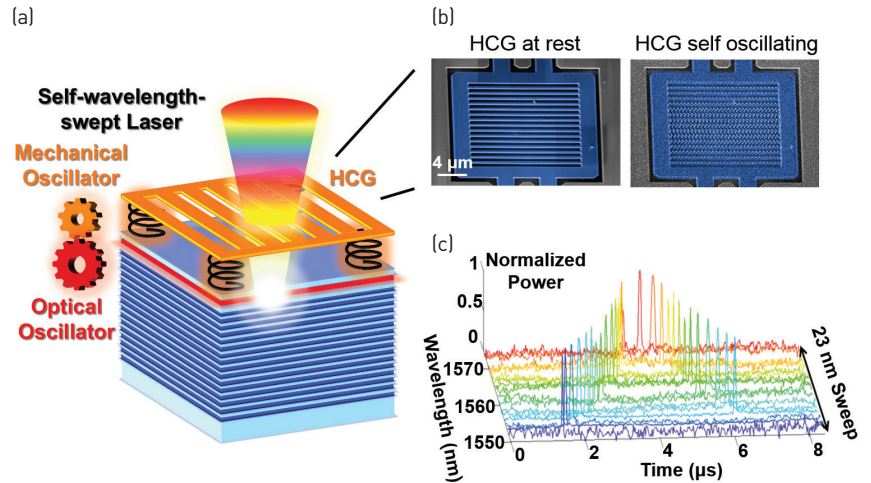 (a)
Self-wavelength-
swept Laser
Mechanical
Oscillator
HCG
Optical
Oscillator
(b)
HCG at rest
HCG self oscillating
4 μm
(c)
Normalized
Power
1
0.5
0
Wavelength (nm)
1570
1560
1550
0
2
4
6
8
Time (μs)
23 nm Sweep